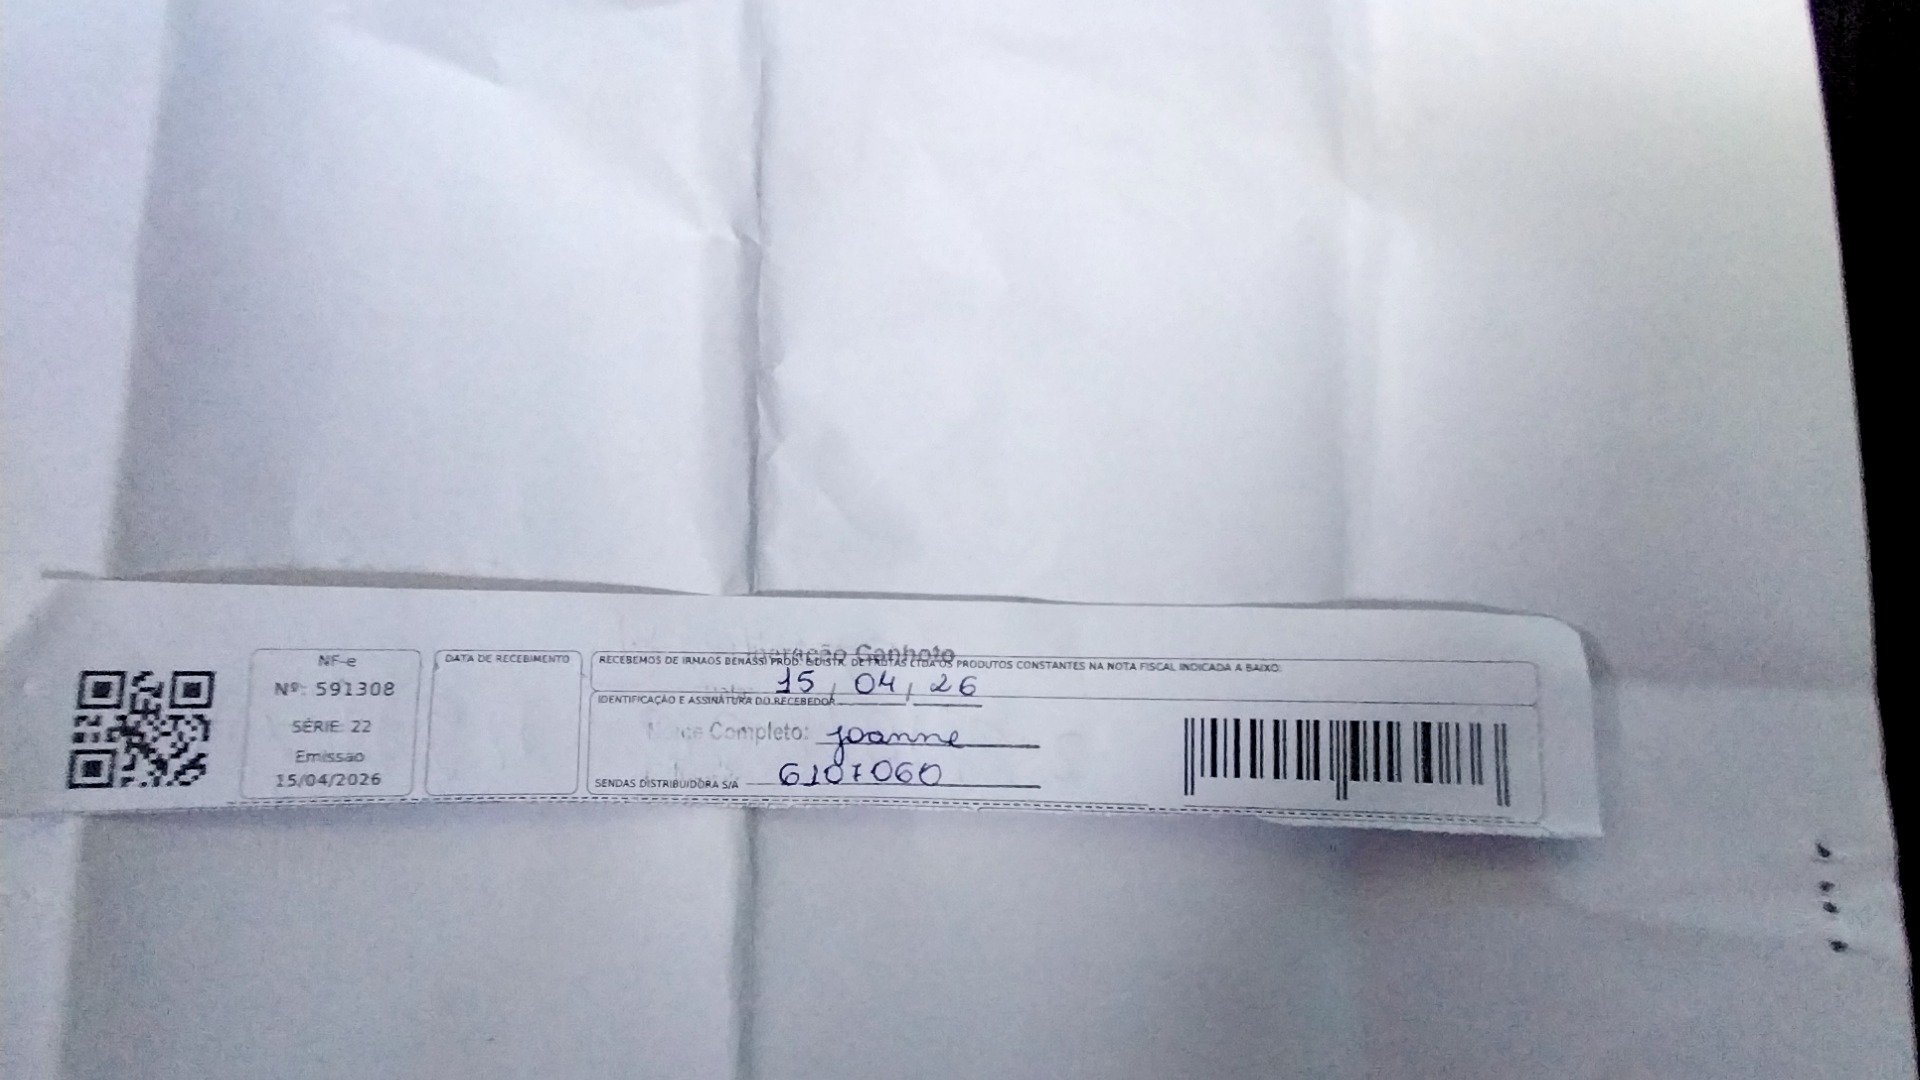 NF-e
Nº: 591308
SÉRIE: 22
Emissão
15/04/2026
DATA DE RECEBIMENTO
Canhoto
RECEBEMOS DE IRMAOS BENASSI PROD. & DISTR. DE FRUTAS LTDA OS PRODUTOS CONSTANTES NA NOTA FISCAL INDICADA A BAIXO:
15 / 04 / 26
IDENTIFICAÇÃO E ASSINATURA DO RECEBEDOR
Completo: Joanne
SENDAS DISTRIBUIDORA S/A 6107060